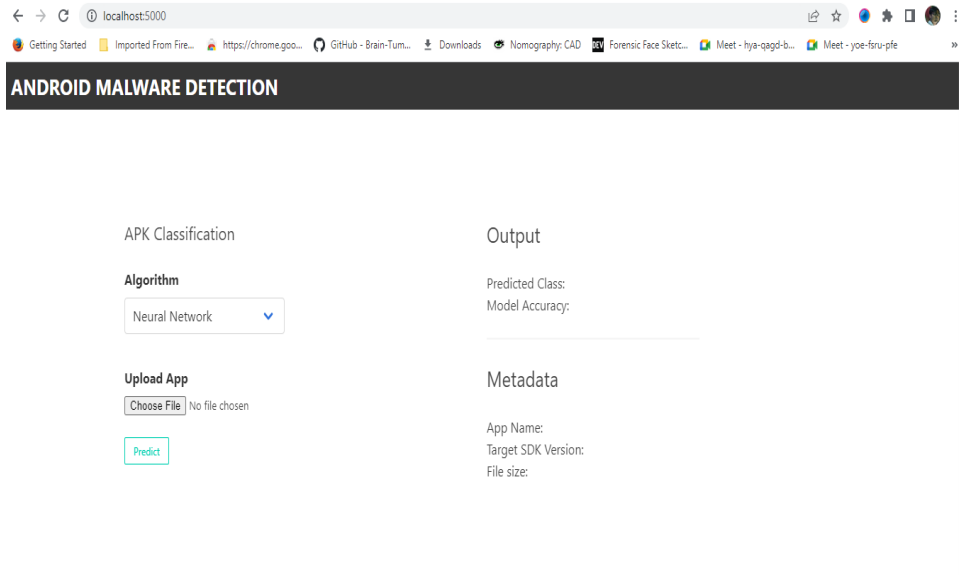 localhost:5000
Getting Started Imported From Fire... https://chrome.goo... GitHub - Brain-Tum... Downloads Nomography: CAD DEV Forensic Face Sketc... Meet - hya-qagd-b... Meet - yoe-fsru-pfe »
ANDROID MALWARE DETECTION
APK Classification
Algorithm
Neural Network
Upload App
Choose File No file chosen
Predict
Output
Predicted Class:
Model Accuracy:
Metadata
App Name:
Target SDK Version:
File size: